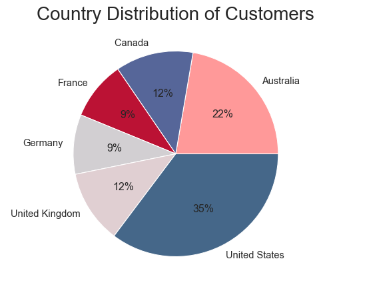 Country Distribution of Customers
Canada
France
12%
Australia
9%
22%
Germany
9%
12%
United Kingdom
35%
United States